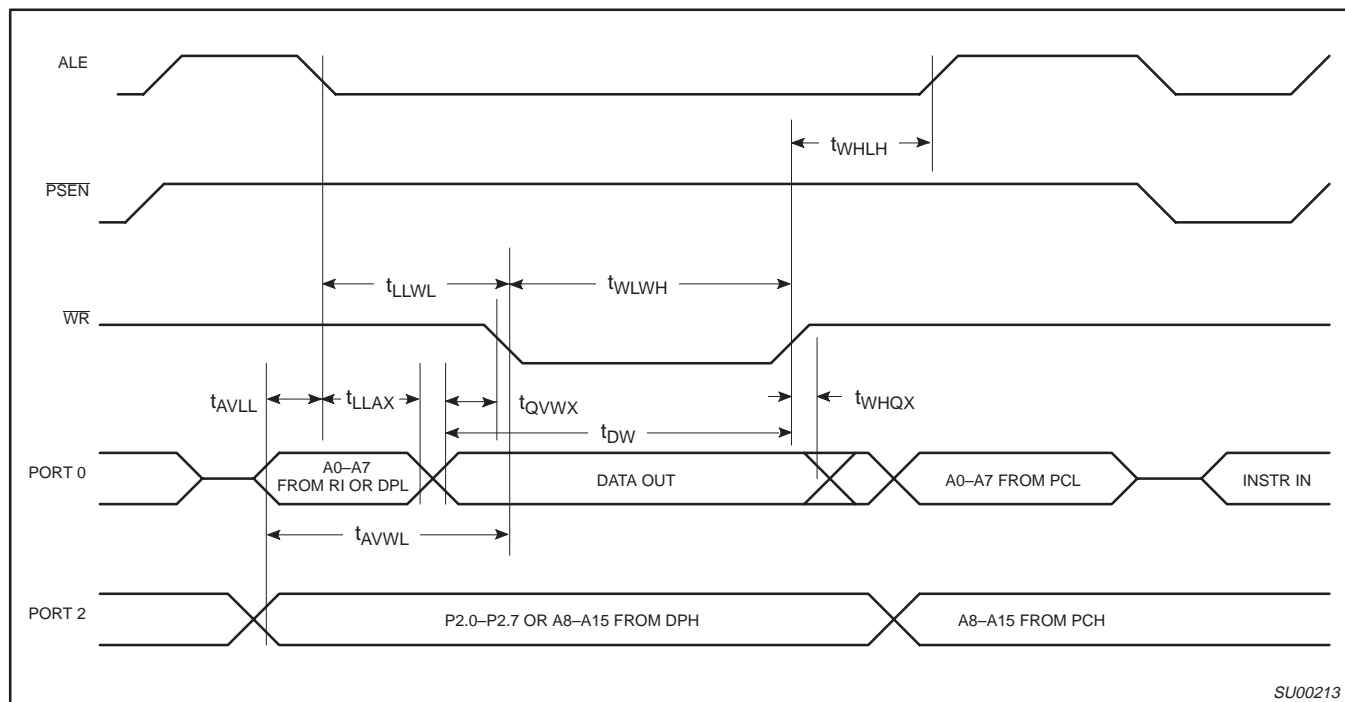 ALE
tWHLH
PSEN
tLLWL
tWLWH
WR
tAVLL
tLLAX
tQVWX
tWHQX
tDW
PORT 0
A0–A7
FROM RI OR DPL
DATA OUT
A0–A7 FROM PCL
INSTR IN
tAVWL
PORT 2
P2.0–P2.7 OR A8–A15 FROM DPH
A8–A15 FROM PCH
SU00213